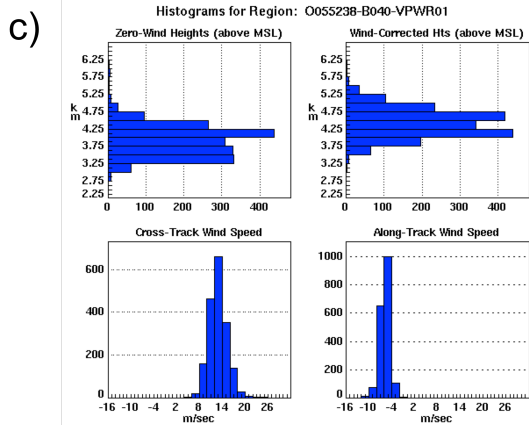 c)
Histograms for Region: O055238-B040-VPWR01
Zero-Wind Heights (above MSL)
km
6.25
5.75
5.25
4.75
4.25
3.75
3.25
2.75
2.25
0 100 200 300 400
Wind-Corrected Hts (above MSL)
km
6.25
5.75
5.25
4.75
4.25
3.75
3.25
2.75
2.25
0 100 200 300 400
Cross-Track Wind Speed
600
400
200
0
-16 -10 -4 2 8 14 20 26
m/sec
Along-Track Wind Speed
1000
800
600
400
200
0
-16 -10 -4 2 8 14 20 26
m/sec